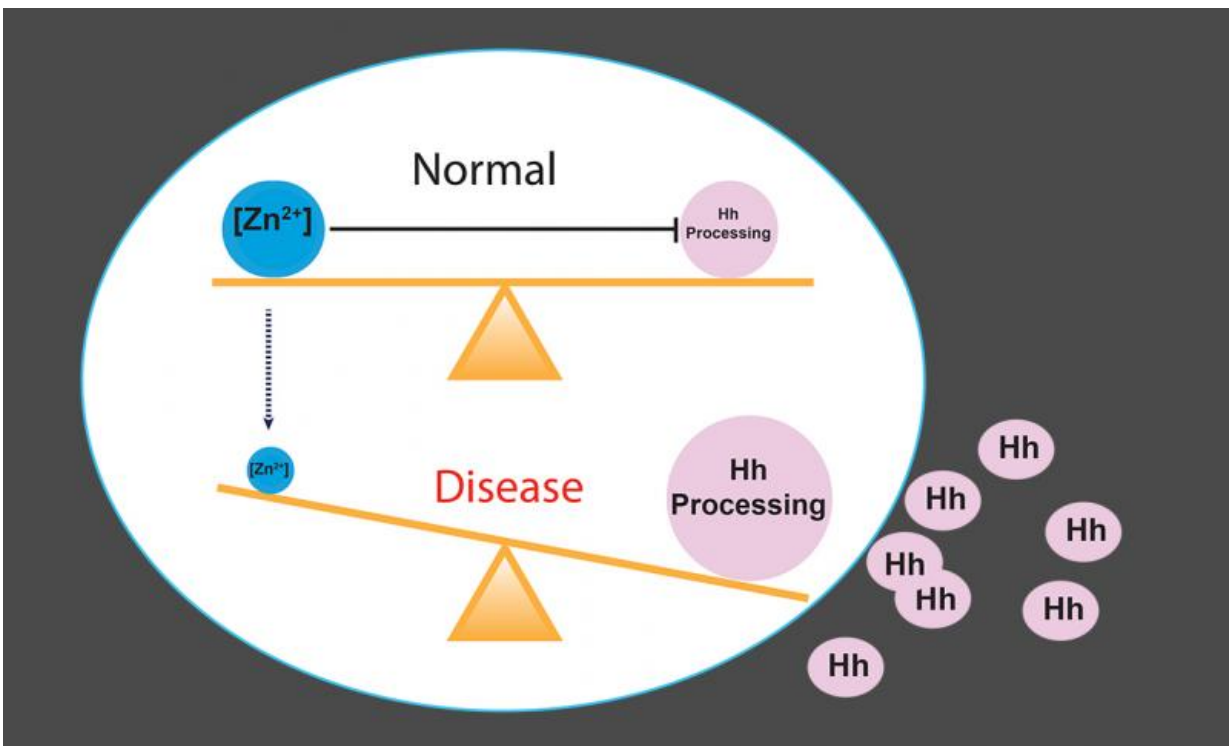 Normal
[Zn²⁺]
Hh
Processing
[Zn²⁺]
Disease
Hh
Processing
Hh
Hh
Hh
Hh
Hh
Hh
Hh